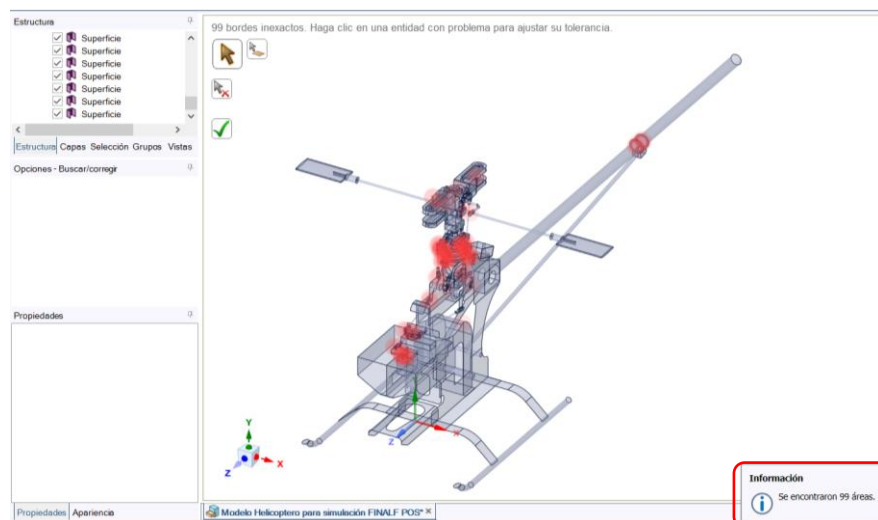 Estructura
99 bordes inexactos. Haga clic en una entidad con problema para ajustar su tolerancia.
Superficie
Superficie
Superficie
Superficie
Superficie
Superficie
Superficie
Estructura Capas Selección Grupos Vistas
Opciones - Buscar/corregir
Propiedades
Y
X
Z
x
Z
Información
Se encontraron 99 áreas.
Propiedades Apariencia
Modelo Helicoptero para simulación FINALF POS*